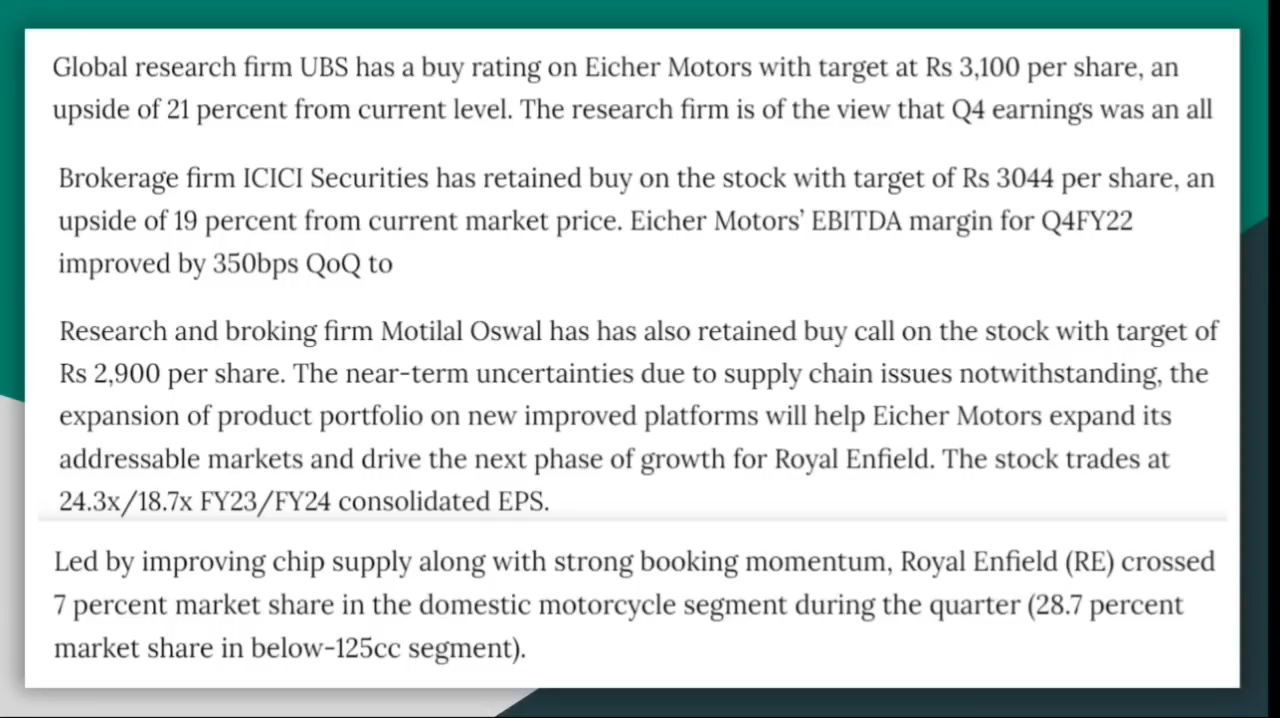 Global research firm UBS has a buy rating on Eicher Motors with target at Rs 3,100 per share, an
upside of 21 percent from current level. The research firm is of the view that Q4 earnings was an all
Brokerage firm ICICI Securities has retained buy on the stock with target of Rs 3044 per share, an
upside of 19 percent from current market price. Eicher Motors’ EBITDA margin for Q4FY22
improved by 350bps QoQ to
Research and broking firm Motilal Oswal has has also retained buy call on the stock with target of
Rs 2,900 per share. The near-term uncertainties due to supply chain issues notwithstanding, the
expansion of product portfolio on new improved platforms will help Eicher Motors expand its
addressable markets and drive the next phase of growth for Royal Enfield. The stock trades at
24.3x/18.7x FY23/FY24 consolidated EPS.
Led by improving chip supply along with strong booking momentum, Royal Enfield (RE) crossed
7 percent market share in the domestic motorcycle segment during the quarter (28.7 percent
market share in below-125cc segment).